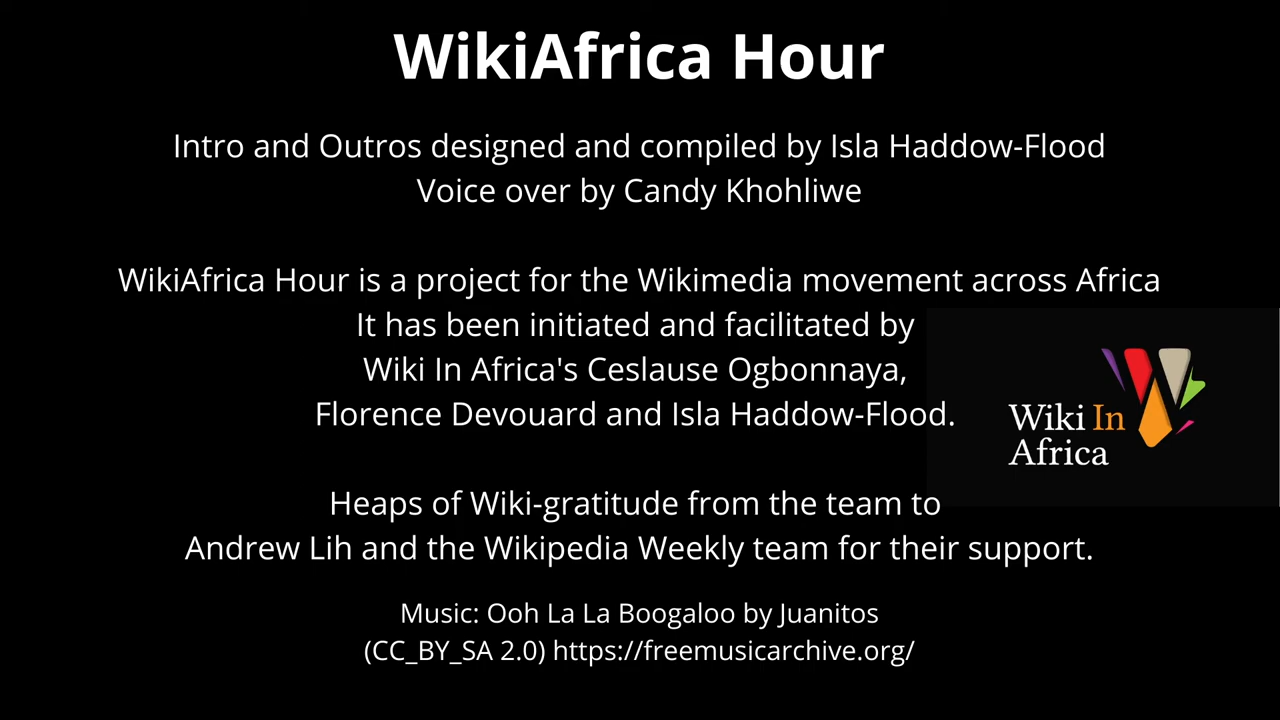 WikiAfrica Hour
Intro and Outros designed and compiled by Isla Haddow-Flood
Voice over by Candy Khohliwe
WikiAfrica Hour is a project for the Wikimedia movement across Africa
It has been initiated and facilitated by
Wiki In Africa's Ceslause Ogbonnaya,
Florence Devouard and Isla Haddow-Flood.
Wiki In
Africa
Heaps of Wiki-gratitude from the team to
Andrew Lih and the Wikipedia Weekly team for their support.
Music: Ooh La La Boogaloo by Juanitos
(CC_BY_SA 2.0) https://freemusicarchive.org/